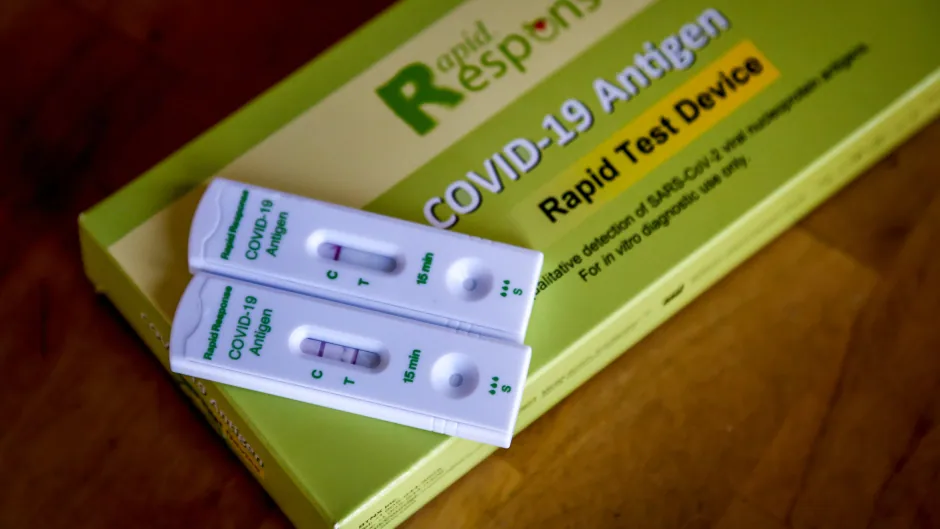 Rapid
Response
COVID-19 Antigen
Rapid Test Device
qualitative detection of SARS-CoV-2 viral nucleoprotein antigens
For in vitro diagnostic use only.
Rapid Response
COVID-19
Antigen
C
T
15 min
S
Rapid Response
COVID-19
Antigen
C
T
15 min
S